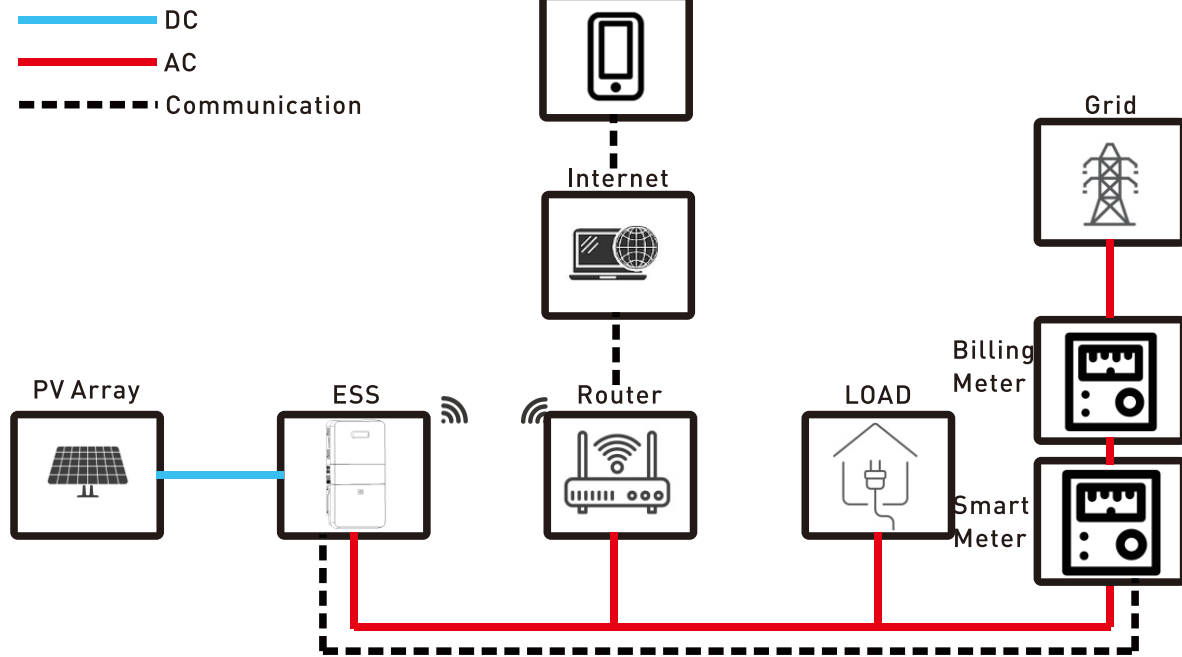 DC
AC
Communication
Grid
Internet
Billing
Meter
PV Array
ESS
Router
LOAD
Smart
Meter